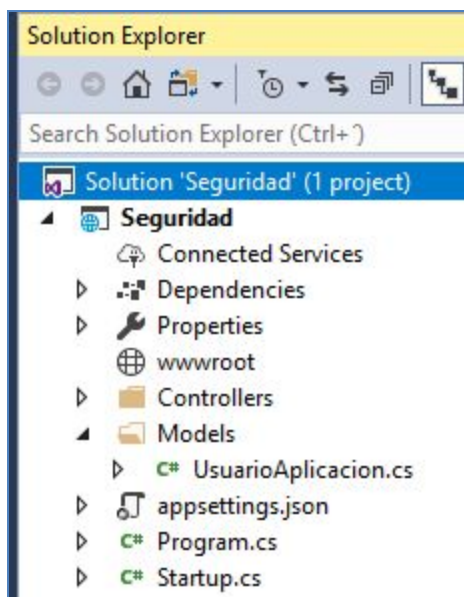 Solution Explorer
Search Solution Explorer (Ctrl+´)
Solution 'Seguridad' (1 project)
Seguridad
Connected Services
Dependencies
Properties
wwwroot
Controllers
Models
C# UsuarioAplicacion.cs
appsettings.json
C# Program.cs
C# Startup.cs